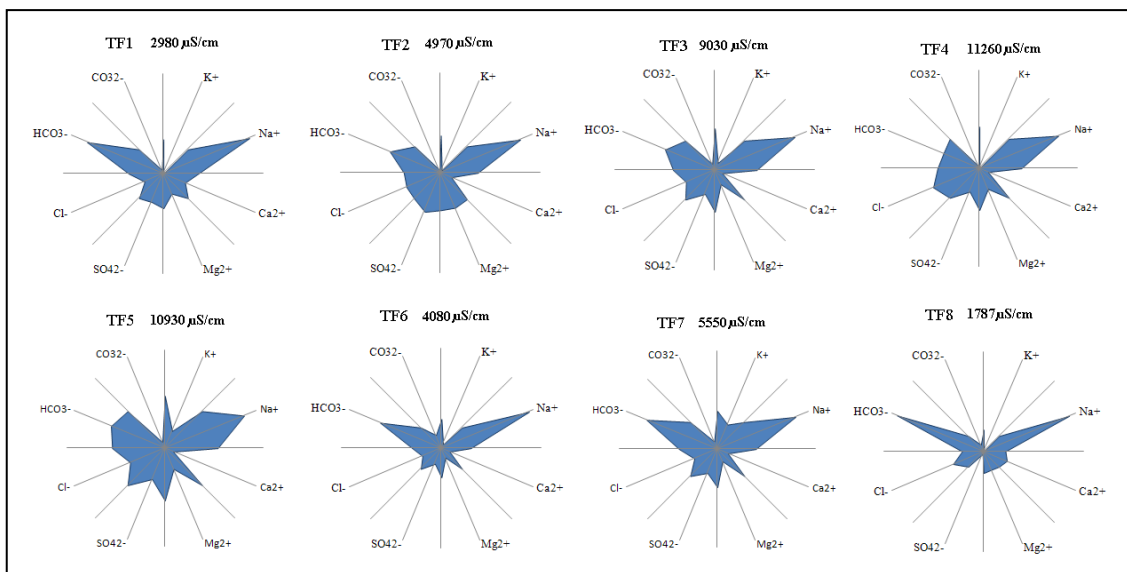 TF1 2980 µS/cm
CO32-
K+
HCO3-
Na+
Cl-
Ca2+
SO42-
Mg2+
TF2 4970 µS/cm
CO32-
K+
HCO3-
Na+
Cl-
Ca2+
SO42-
Mg2+
TF3 9030 µS/cm
CO32-
K+
HCO3-
Na+
Cl-
Ca2+
SO42-
Mg2+
TF4 11260 µS/cm
CO32-
K+
HCO3-
Na+
Cl-
Ca2+
SO42-
Mg2+
TF5 10930 µS/cm
CO32-
K+
HCO3-
Na+
Cl-
Ca2+
SO42-
Mg2+
TF6 4080 µS/cm
CO32-
K+
HCO3-
Na+
Cl-
Ca2+
SO42-
Mg2+
TF7 5550 µS/cm
CO32-
K+
HCO3-
Na+
Cl-
Ca2+
SO42-
Mg2+
TF8 1787µS/cm
CO32-
K+
HCO3-
Na+
Cl-
Ca2+
SO42-
Mg2+